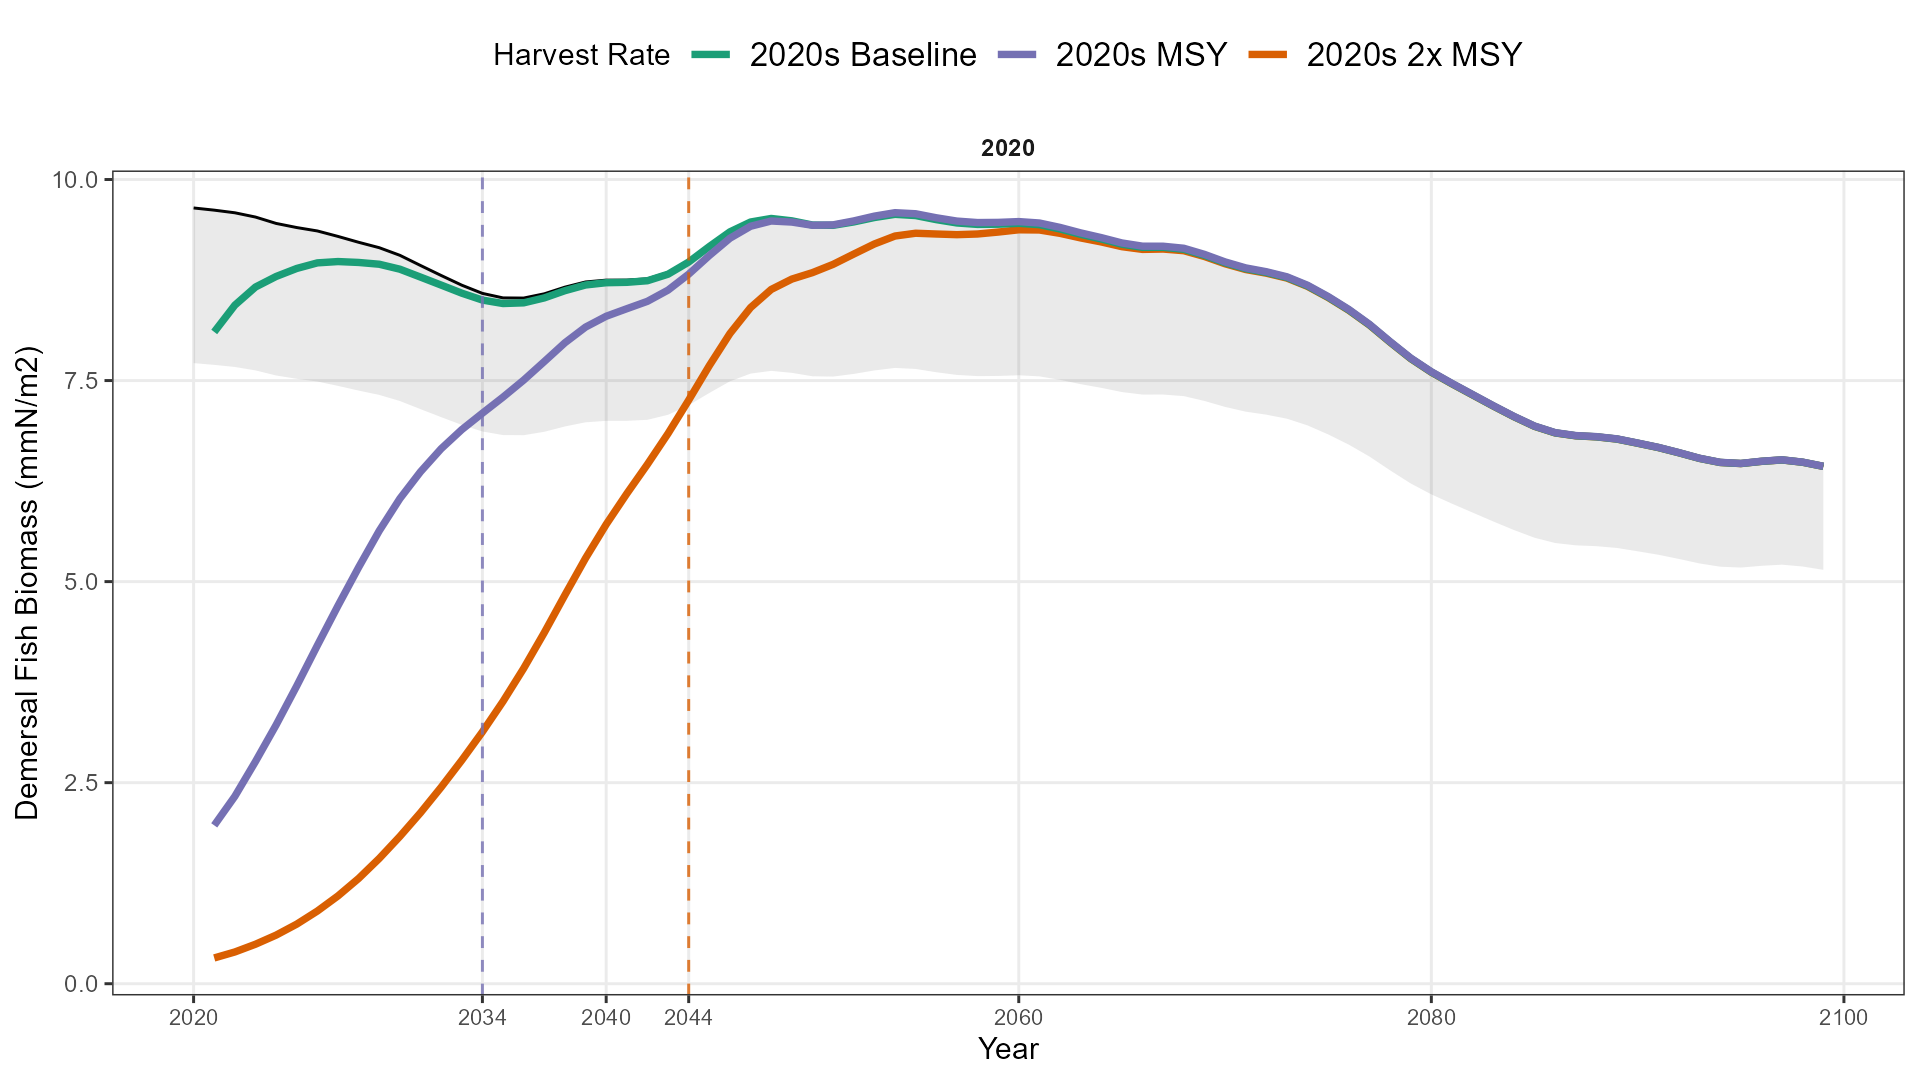 Harvest Rate 2020s Baseline 2020s MSY 2020s 2x MSY
2020
Demersal Fish Biomass (mmN/m2)
10.0
7.5
5.0
2.5
0.0
2020 2034 2040 2044 2060 2080 2100
Year